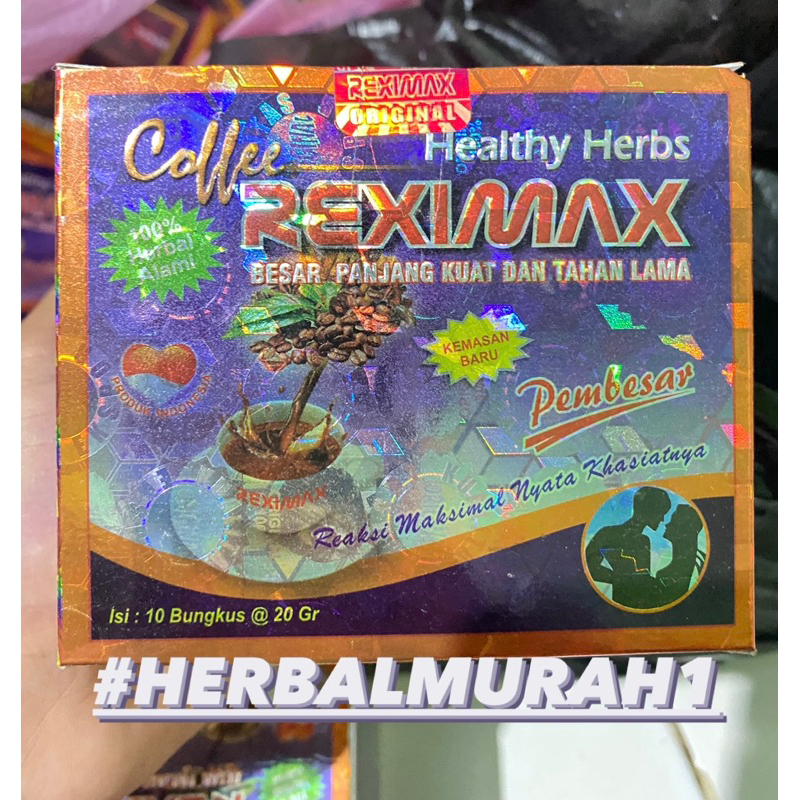 REXIMAX
ORIGINAL
Coffee
Healthy Herbs
REXIMAX
BESAR PANJANG KUAT DAN TAHAN LAMA
100%
Herbal
Alami
KEMASAN
BARU
PRODUK INDONESIA
Pembesar
REXIMAX
Reaksi Maksimal Nyata Khasiatnya
Isi : 10 Bungkus @ 20 Gr
#HERBALMURAH1